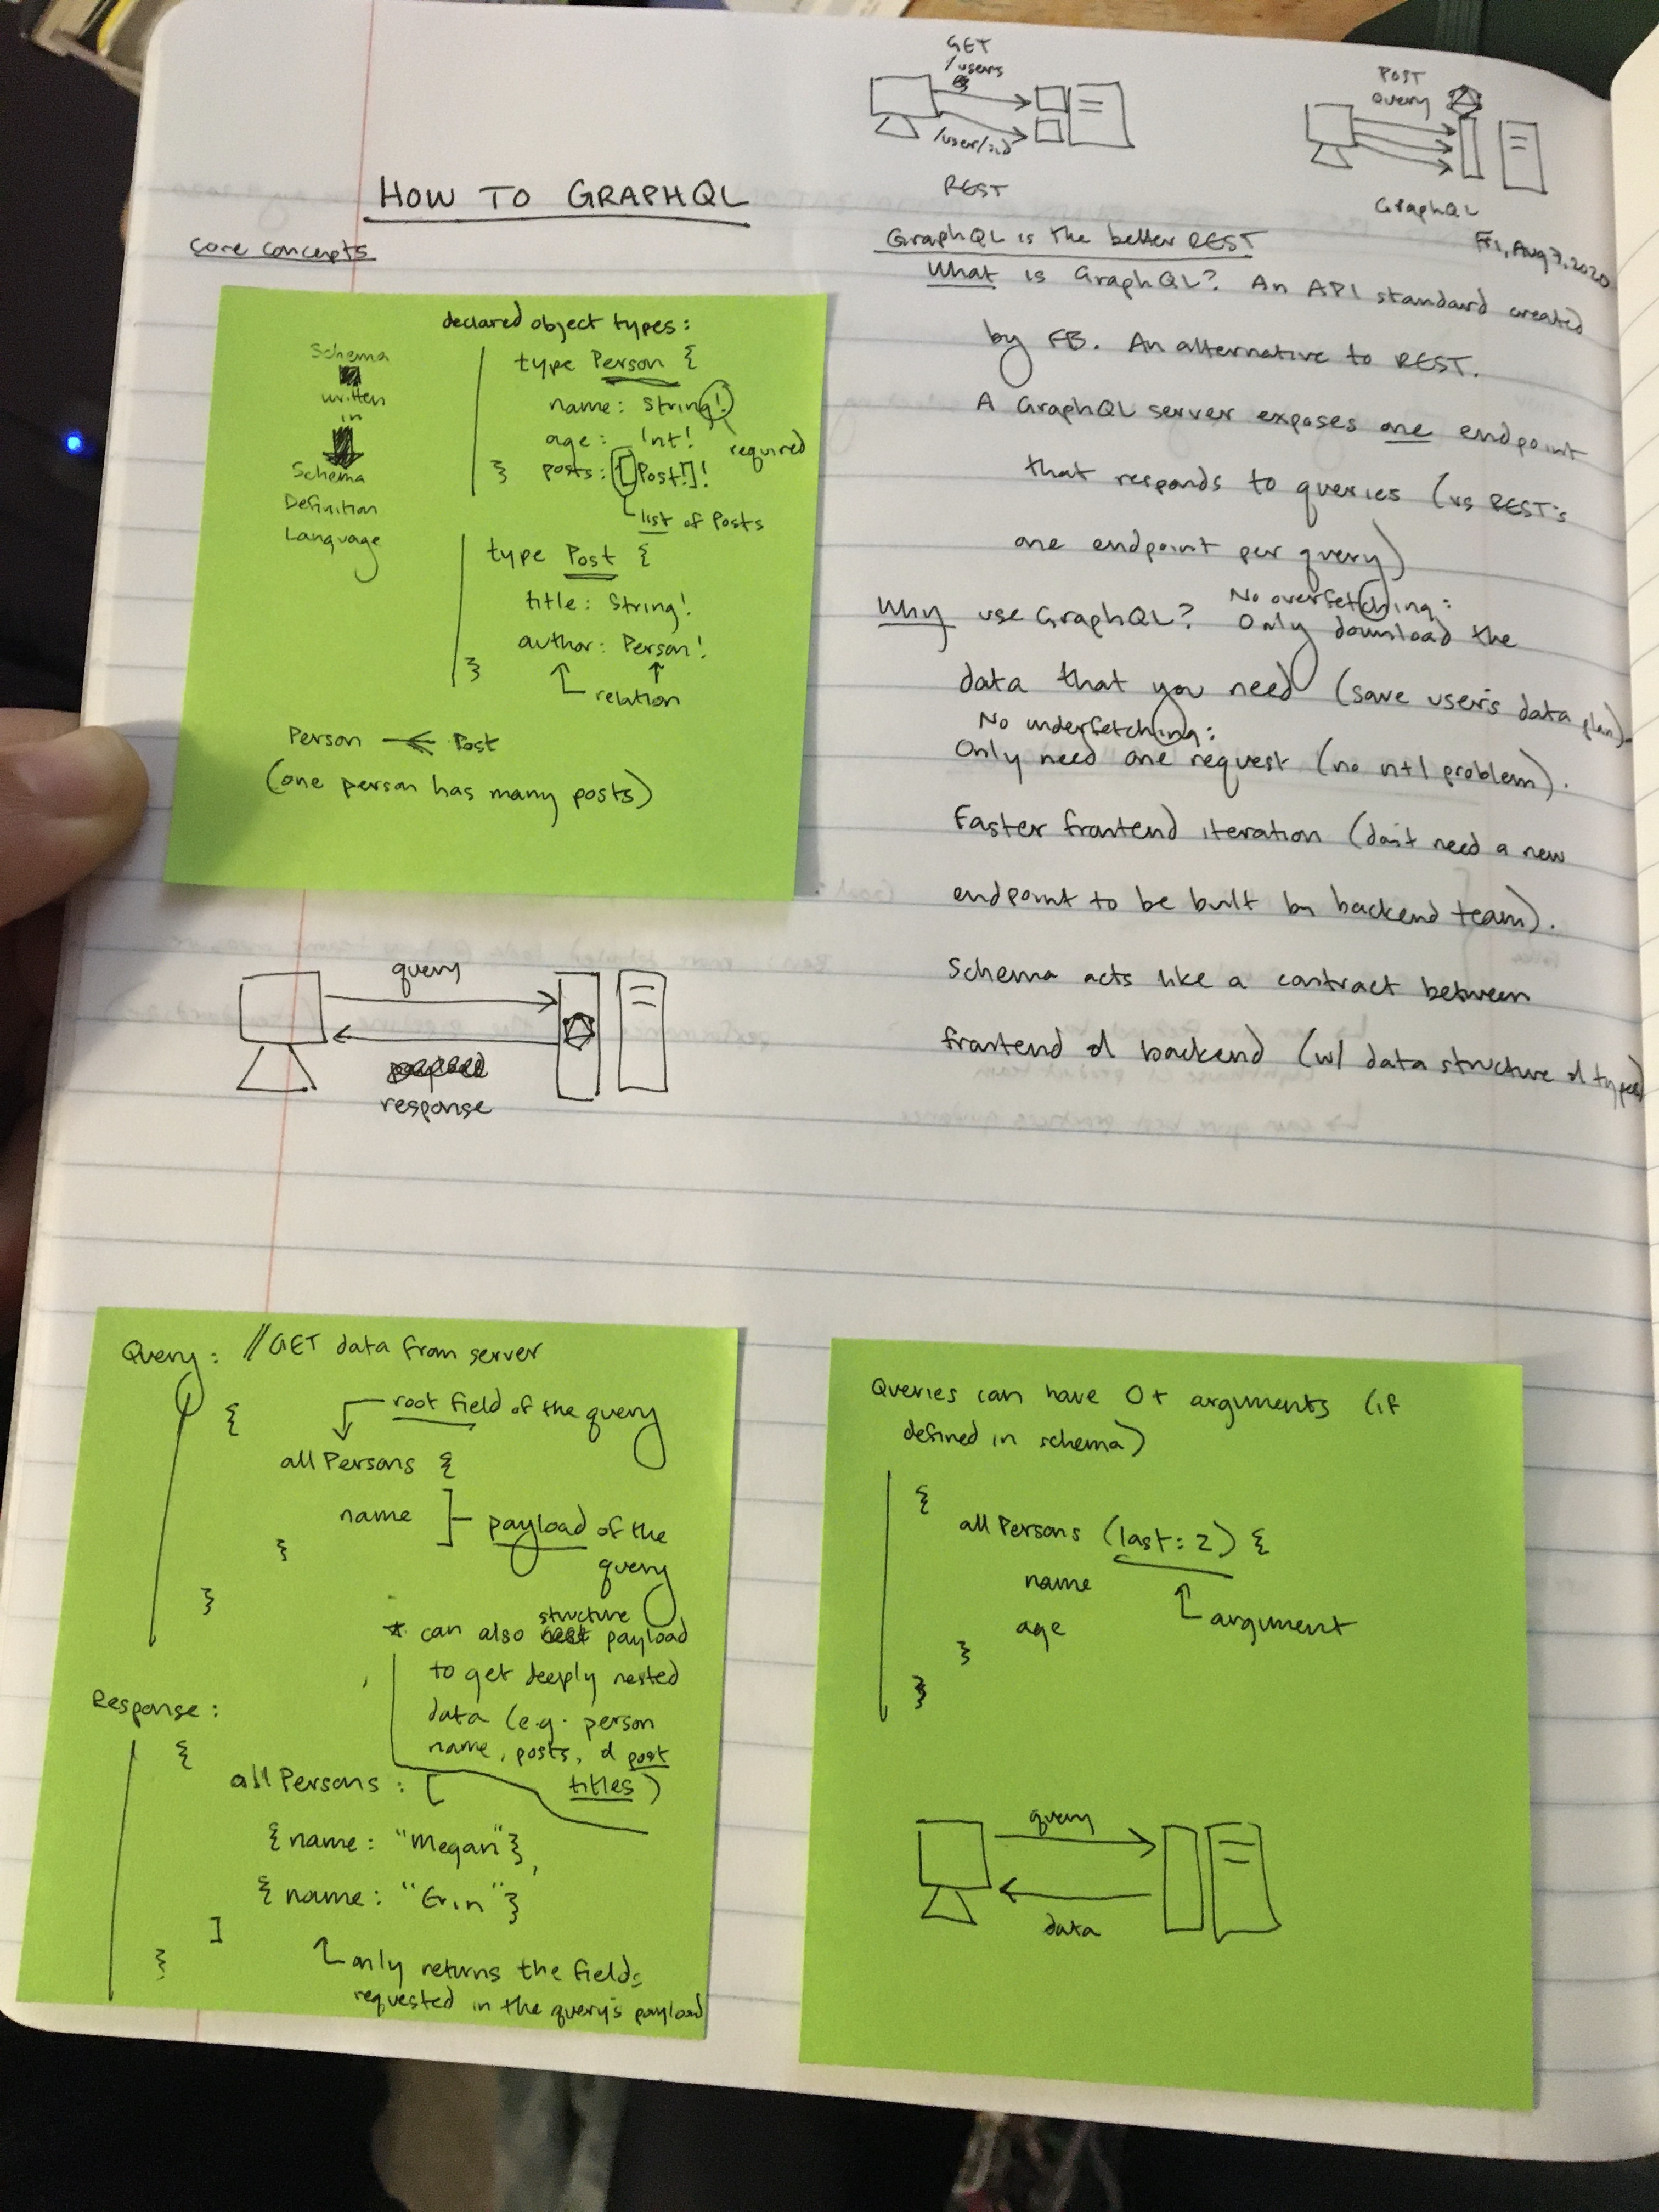 GET
/users
/user/:id
REST
POST
query
GraphQL
HOW TO GRAPHQL
Fri, Aug 7, 2020
core concepts
GraphQL is the better REST
What is GraphQL? An API standard created
by FB. An alternative to REST.
A GraphQL server exposes one endpoint
that responds to queries (vs REST's
one endpoint per query)
No overfetching:
Why use GraphQL? Only download the
data that you need (save user's data plan).
No underfetching:
Only need one request (no n+1 problem).
Faster frontend iteration (don't need a new
endpoint to be built by backend team).
Schema acts like a contract between
frontend & backend (w/ data structure & types)
Schema
written
in
Schema
Definition
Language
declared object types:
type Person {
name: String!
required
age: Int!
} posts: [Post!]!
list of Posts
type Post {
title: String!
author: Person!
}
relation
Person Post
(one person has many posts)
query
response
Query: //GET data from server
{
root field of the query
allPersons {
name ] payload of the
query
}
}
structure
* can also payload
to get deeply nested
data (e.g. person
name, posts, & post
titles)
Response:
{
allPersons: [
{name: "Megan"},
{name: "Erin"}
]
}
only returns the fields
requested in the query's payload
Queries can have 0+ arguments (if
defined in schema)
{
allPersons (last: 2) {
name
age
argument
}
}
query
data